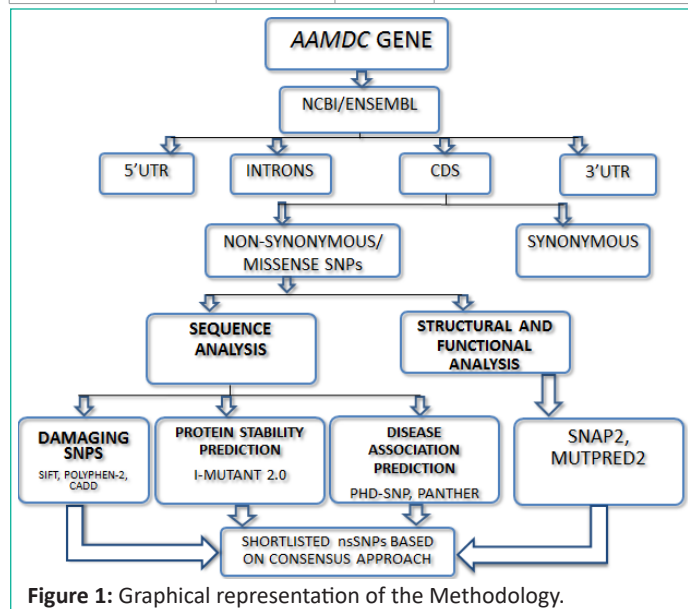 AAMDC GENE
NCBI/ENSEMBL
5'UTR
INTRONS
CDS
3'UTR
NON-SYNONYMOUS/
MISSENSE SNPs
SYNONYMOUS
SEQUENCE
ANALYSIS
STRUCTURAL AND
FUNCTIONAL
ANALYSIS
DAMAGING
SNPS
SIFT, POLYPHEN-2,
CADD
PROTEIN STABILITY
PREDICTION
I-MUTANT 2.0
DISEASE
ASSOCIATION
PREDICTION
PHD-SNP, PANTHER
SNAP2,
MUTPRED2
SHORTLISTED nsSNPs BASED
ON CONSENSUS APPROACH
Figure 1: Graphical representation of the Methodology.